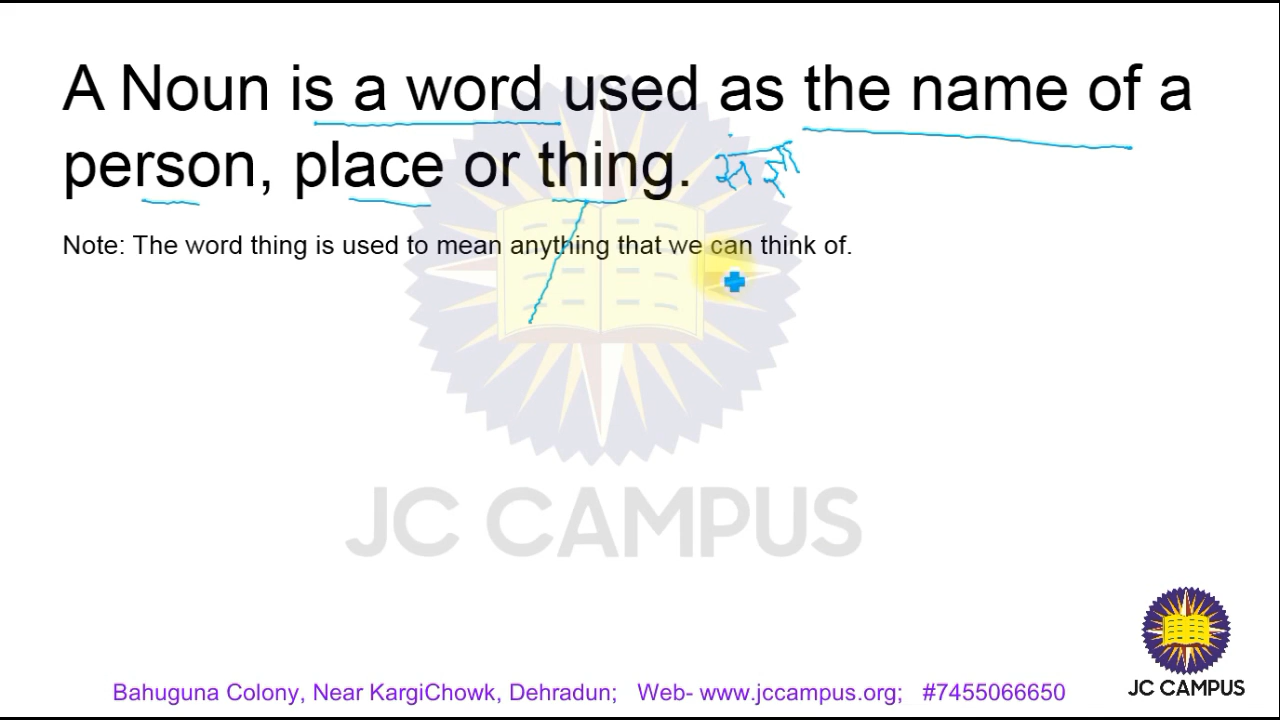 A Noun is a word used as the name of a
person, place or thing.
Note: The word thing is used to mean anything that we can think of.
JC CAMPUS
JC CAMPUS
Bahuguna Colony, Near KargiChowk, Dehradun; Web- www.jccampus.org; #7455066650